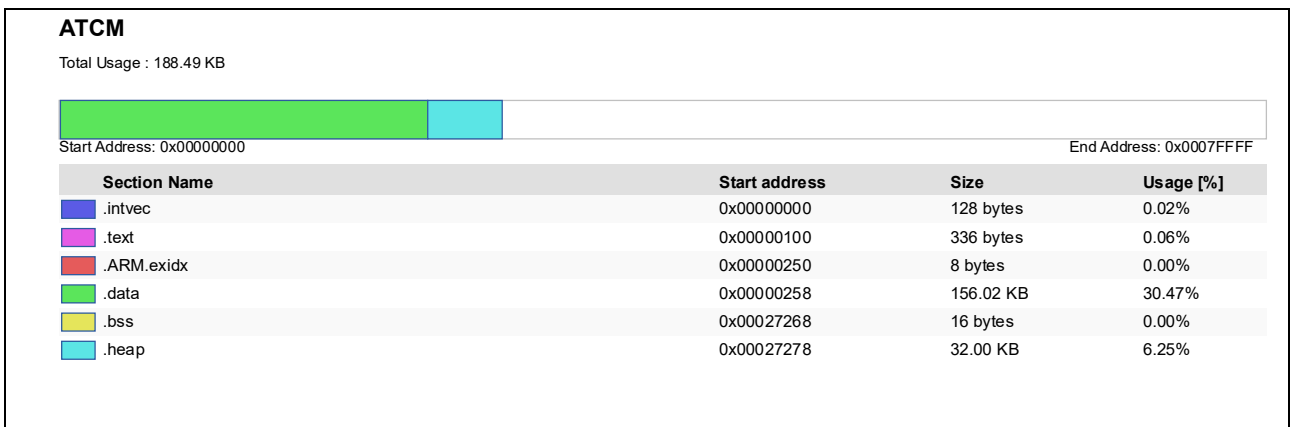 ATCM
Total Usage : 188.49 KB
Start Address: 0x00000000 End Address: 0x0007FFFF
Section Name Start address Size Usage [%]
.intvec 0x00000000 128 bytes 0.02%
.text 0x00000100 336 bytes 0.06%
.ARM.exidx 0x00000250 8 bytes 0.00%
.data 0x00000258 156.02 KB 30.47%
.bss 0x00027268 16 bytes 0.00%
.heap 0x00027278 32.00 KB 6.25%